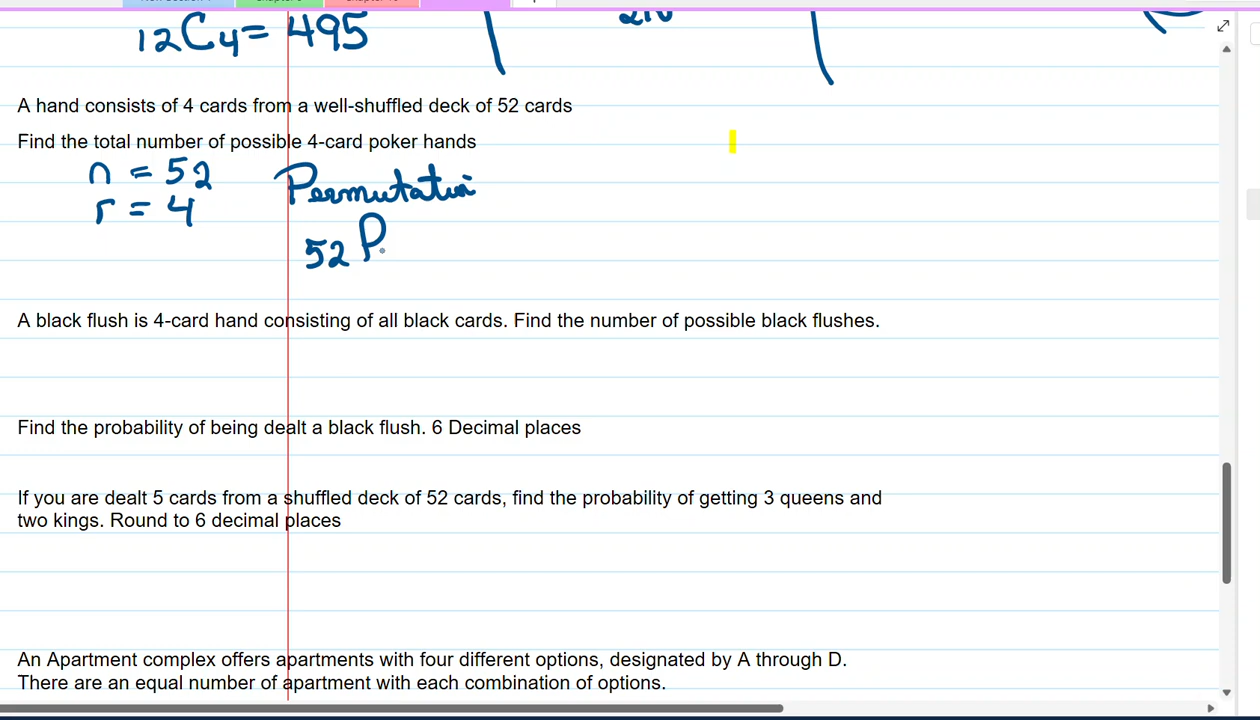 12C4 = 495
A hand consists of 4 cards from a well-shuffled deck of 52 cards
Find the total number of possible 4-card poker hands
n = 52
r = 4
Permutation
52 P
A black flush is 4-card hand consisting of all black cards. Find the number of possible black flushes.
Find the probability of being dealt a black flush. 6 Decimal places
If you are dealt 5 cards from a shuffled deck of 52 cards, find the probability of getting 3 queens and
two kings. Round to 6 decimal places
An Apartment complex offers apartments with four different options, designated by A through D.
There are an equal number of apartment with each combination of options.